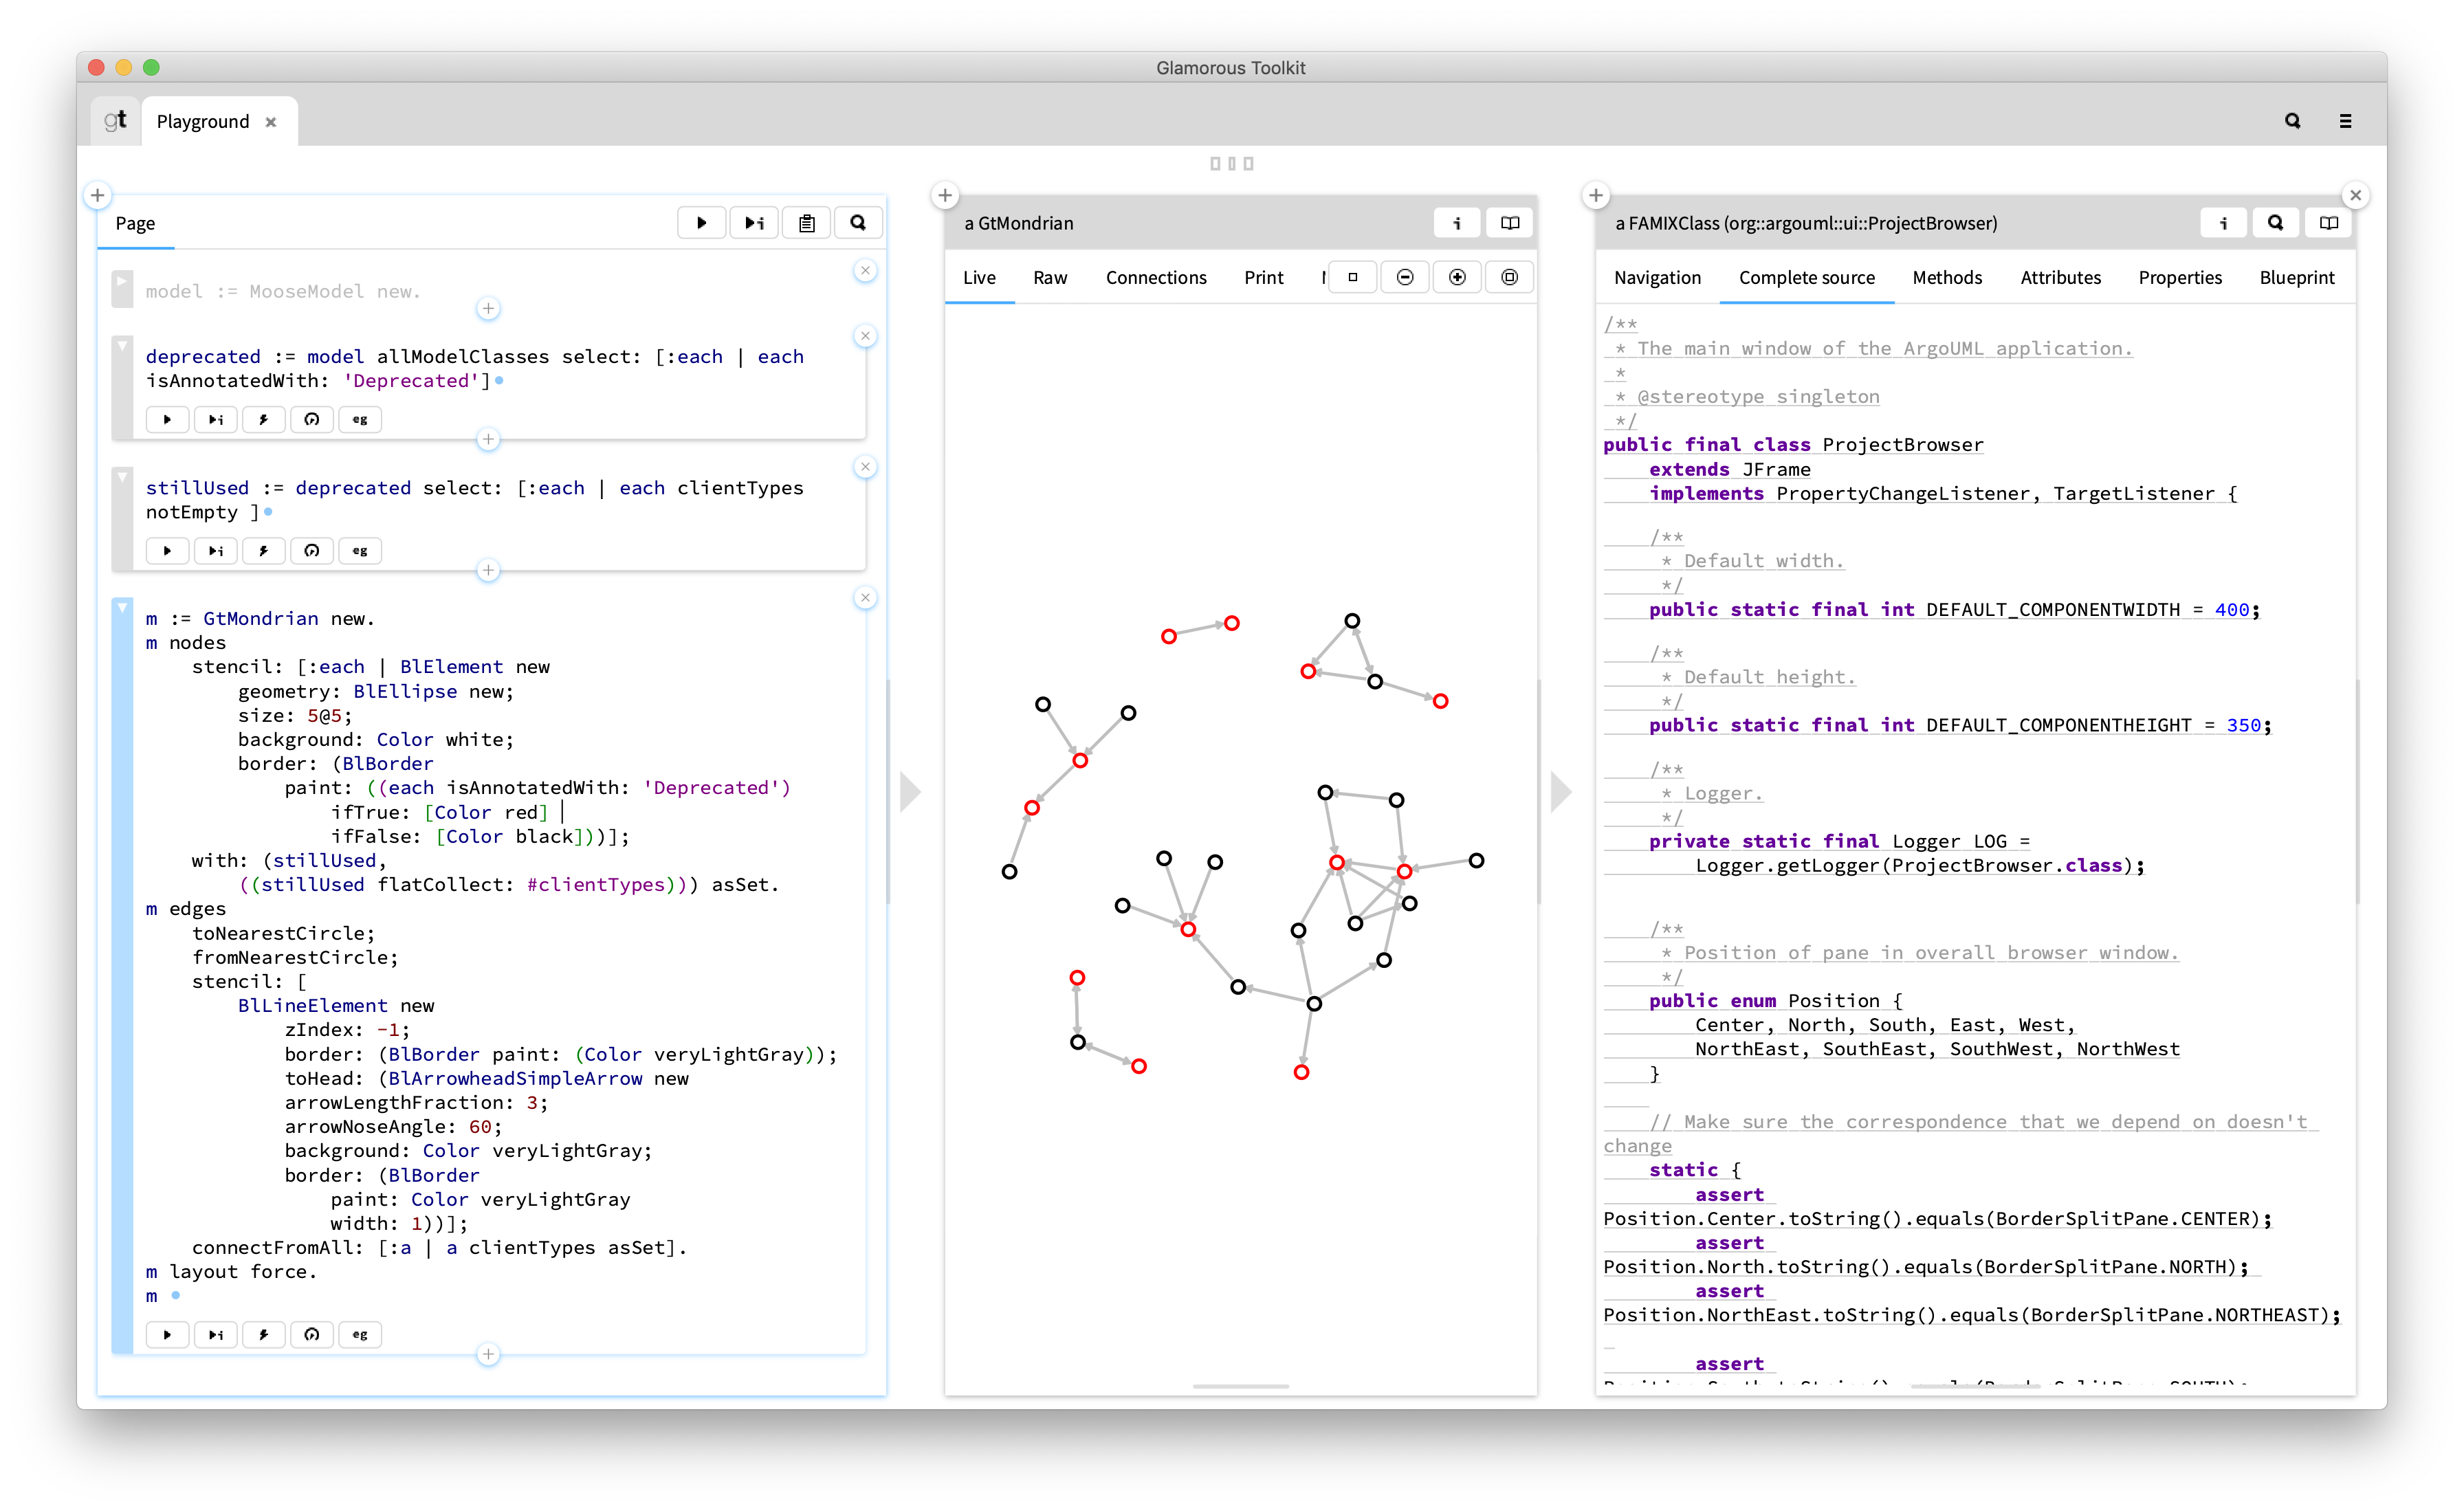 Glamorous Toolkit
gt
Playground
Page
model := MooseModel new.
deprecated := model allModelClasses select: [:each | each
isAnnotatedWith: 'Deprecated']
eg
stillUsed := deprecated select: [:each | each clientTypes
notEmpty ]
eg
m := GtMondrian new.
m nodes
stencil: [:each | BlElement new
geometry: BlEllipse new;
size: 5@5;
background: Color white;
border: (BlBorder
paint: ((each isAnnotatedWith: 'Deprecated')
ifTrue: [Color red]
ifFalse: [Color black]))];
with: (stillUsed,
((stillUsed flatCollect: #clientTypes))) asSet.
m edges
toNearestCircle;
fromNearestCircle;
stencil: [
BlLineElement new
zIndex: -1;
border: (BlBorder paint: (Color veryLightGray));
toHead: (BlArrowheadSimpleArrow new
arrowLengthFraction: 3;
arrowNoseAngle: 60;
background: Color veryLightGray;
border: (BlBorder
paint: Color veryLightGray
width: 1))];
connectFromAll: [:a | a clientTypes asSet].
m layout force.
m
eg
a GtMondrian
i
Live Raw Connections Print
a FAMIXClass (org::argouml::ui::ProjectBrowser)
i
Navigation Complete source Methods Attributes Properties Blueprint
/**
* The main window of the ArgoUML application.
*
* @stereotype singleton
*/
public final class ProjectBrowser
extends JFrame
implements PropertyChangeListener, TargetListener {
/**
* Default width.
*/
public static final int DEFAULT_COMPONENTWIDTH = 400;
/**
* Default height.
*/
public static final int DEFAULT_COMPONENTHEIGHT = 350;
/**
* Logger.
*/
private static final Logger LOG =
Logger.getLogger(ProjectBrowser.class);
/**
* Position of pane in overall browser window.
*/
public enum Position {
Center, North, South, East, West,
NorthEast, SouthEast, SouthWest, NorthWest
}
// Make sure the correspondence that we depend on doesn't
change
static {
assert
Position.Center.toString().equals(BorderSplitPane.CENTER);
assert
Position.North.toString().equals(BorderSplitPane.NORTH);
assert
Position.NorthEast.toString().equals(BorderSplitPane.NORTHEAST);
assert